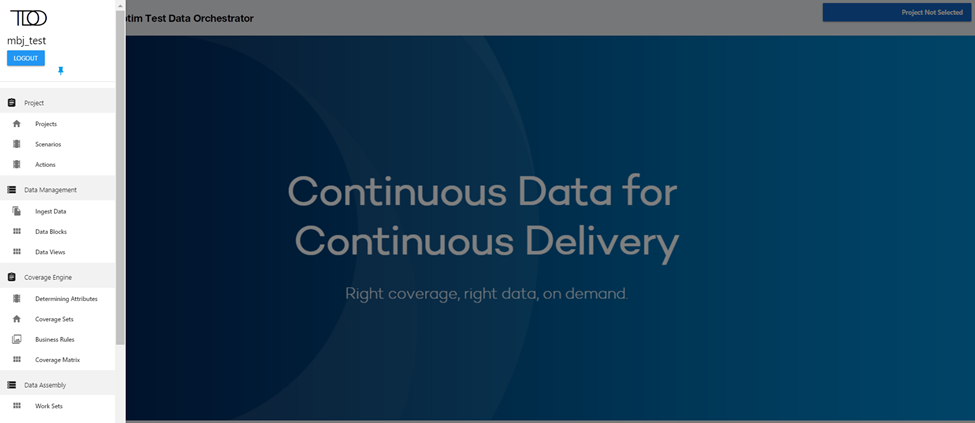 TDO
mbj_test
LOGOUT
Project
Projects
Scenarios
Actions
Data Management
Ingest Data
Data Blocks
Data Views
Coverage Engine
Determining Attributes
Coverage Sets
Business Rules
Coverage Matrix
Data Assembly
Work Sets
ptim Test Data Orchestrator
Project Not Selected
Continuous Data for
Continuous Delivery
Right coverage, right data, on demand.